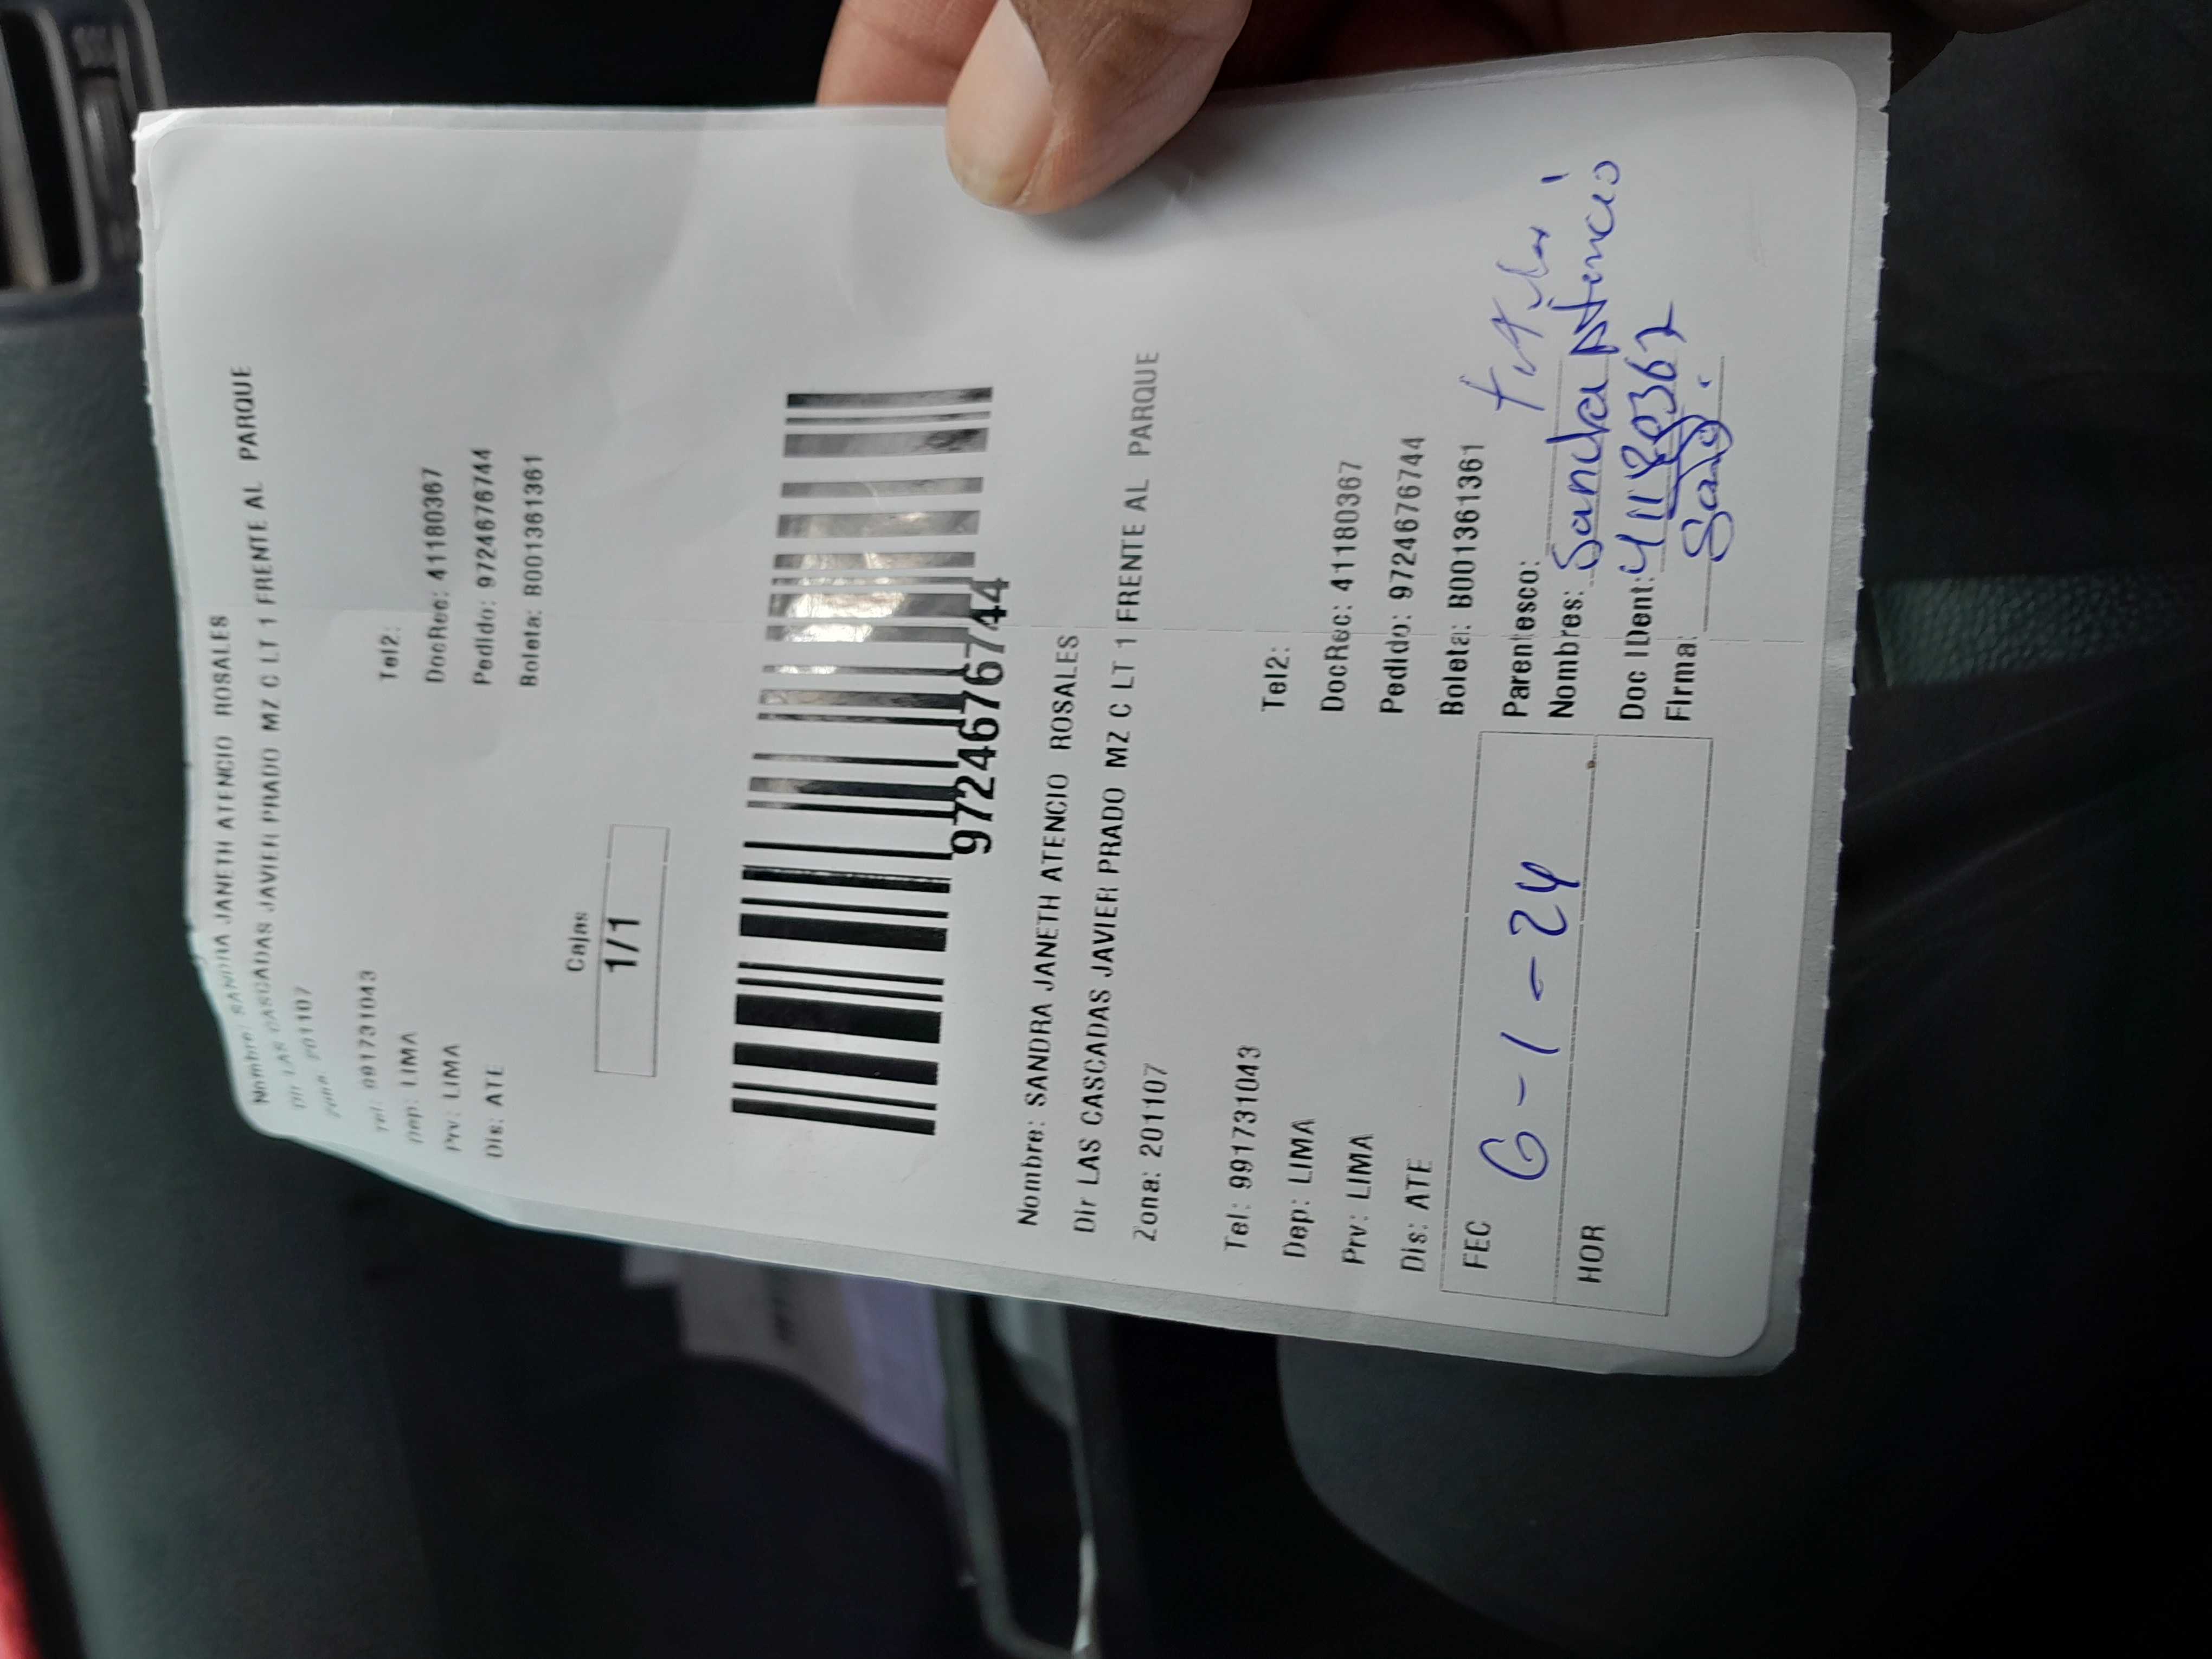 Nombre: SANDRA JANETH ATENCIO ROSALES
Dir LAS CASCADAS JAVIER PRADO MZ C LT 1 FRENTE AL PARQUE
Zona: 201107
Tel: 991731043 Tel2:
Dep: LIMA DocRec: 41180367
Prv: LIMA Pedido: 9724676744
Dis: ATE Boleta: B001361361
Cajas
1/1
9724676744
Nombre: SANDRA JANETH ATENCIO ROSALES
Dir LAS CASCADAS JAVIER PRADO MZ C LT 1 FRENTE AL PARQUE
Zona: 201107
Tel: 991731043 Tel2:
Dep: LIMA DocRec: 41180367
Prv: LIMA Pedido: 9724676744
Dis: ATE Boleta: B001361361
FEC 6-1-24 Parentesco:
Nombres: Sandra Atencio
HOR Doc IDent: 41180367
Firma: